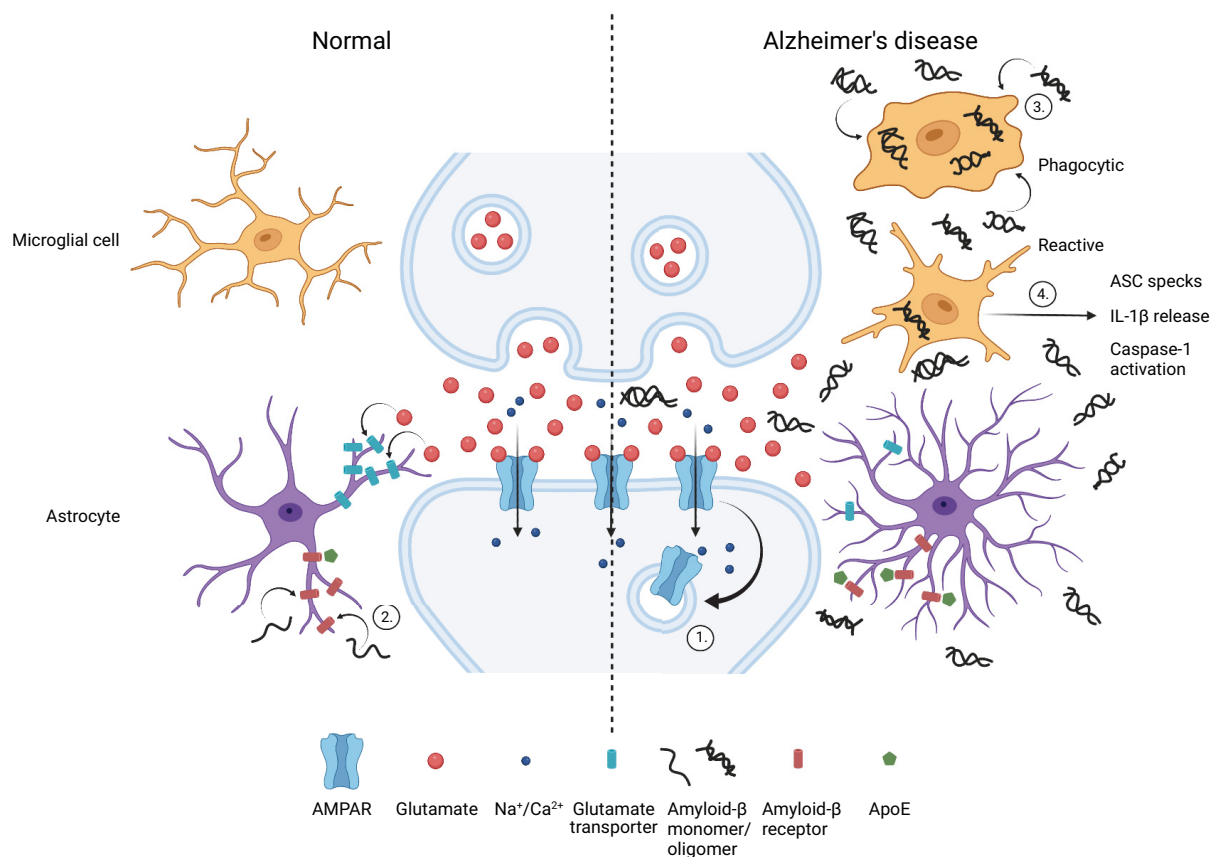 Normal
Alzheimer's disease
3.
Phagocytic
Microglial cell
Reactive
4.
ASC specks
IL-1β release
Caspase-1
activation
Astrocyte
2.
1.
AMPAR
Glutamate
Na⁺/Ca²⁺
Glutamate
transporter
Amyloid-β
monomer/
oligomer
Amyloid-β
receptor
ApoE